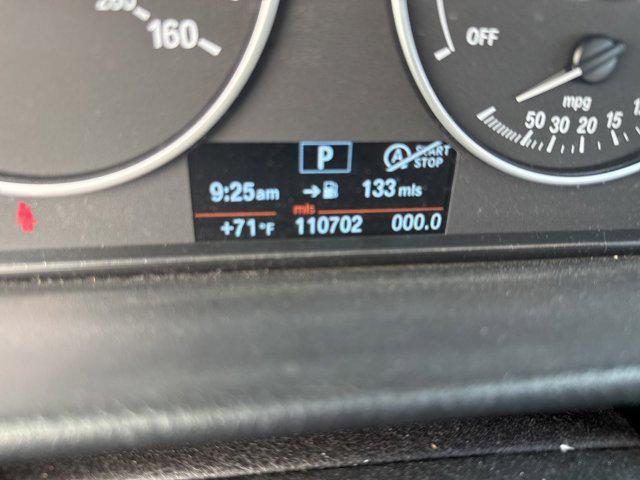 160
OFF
mpg
50 30 20 15
P
START
STOP
9:25am 133 mls
mls
+71°F 110702 000.0